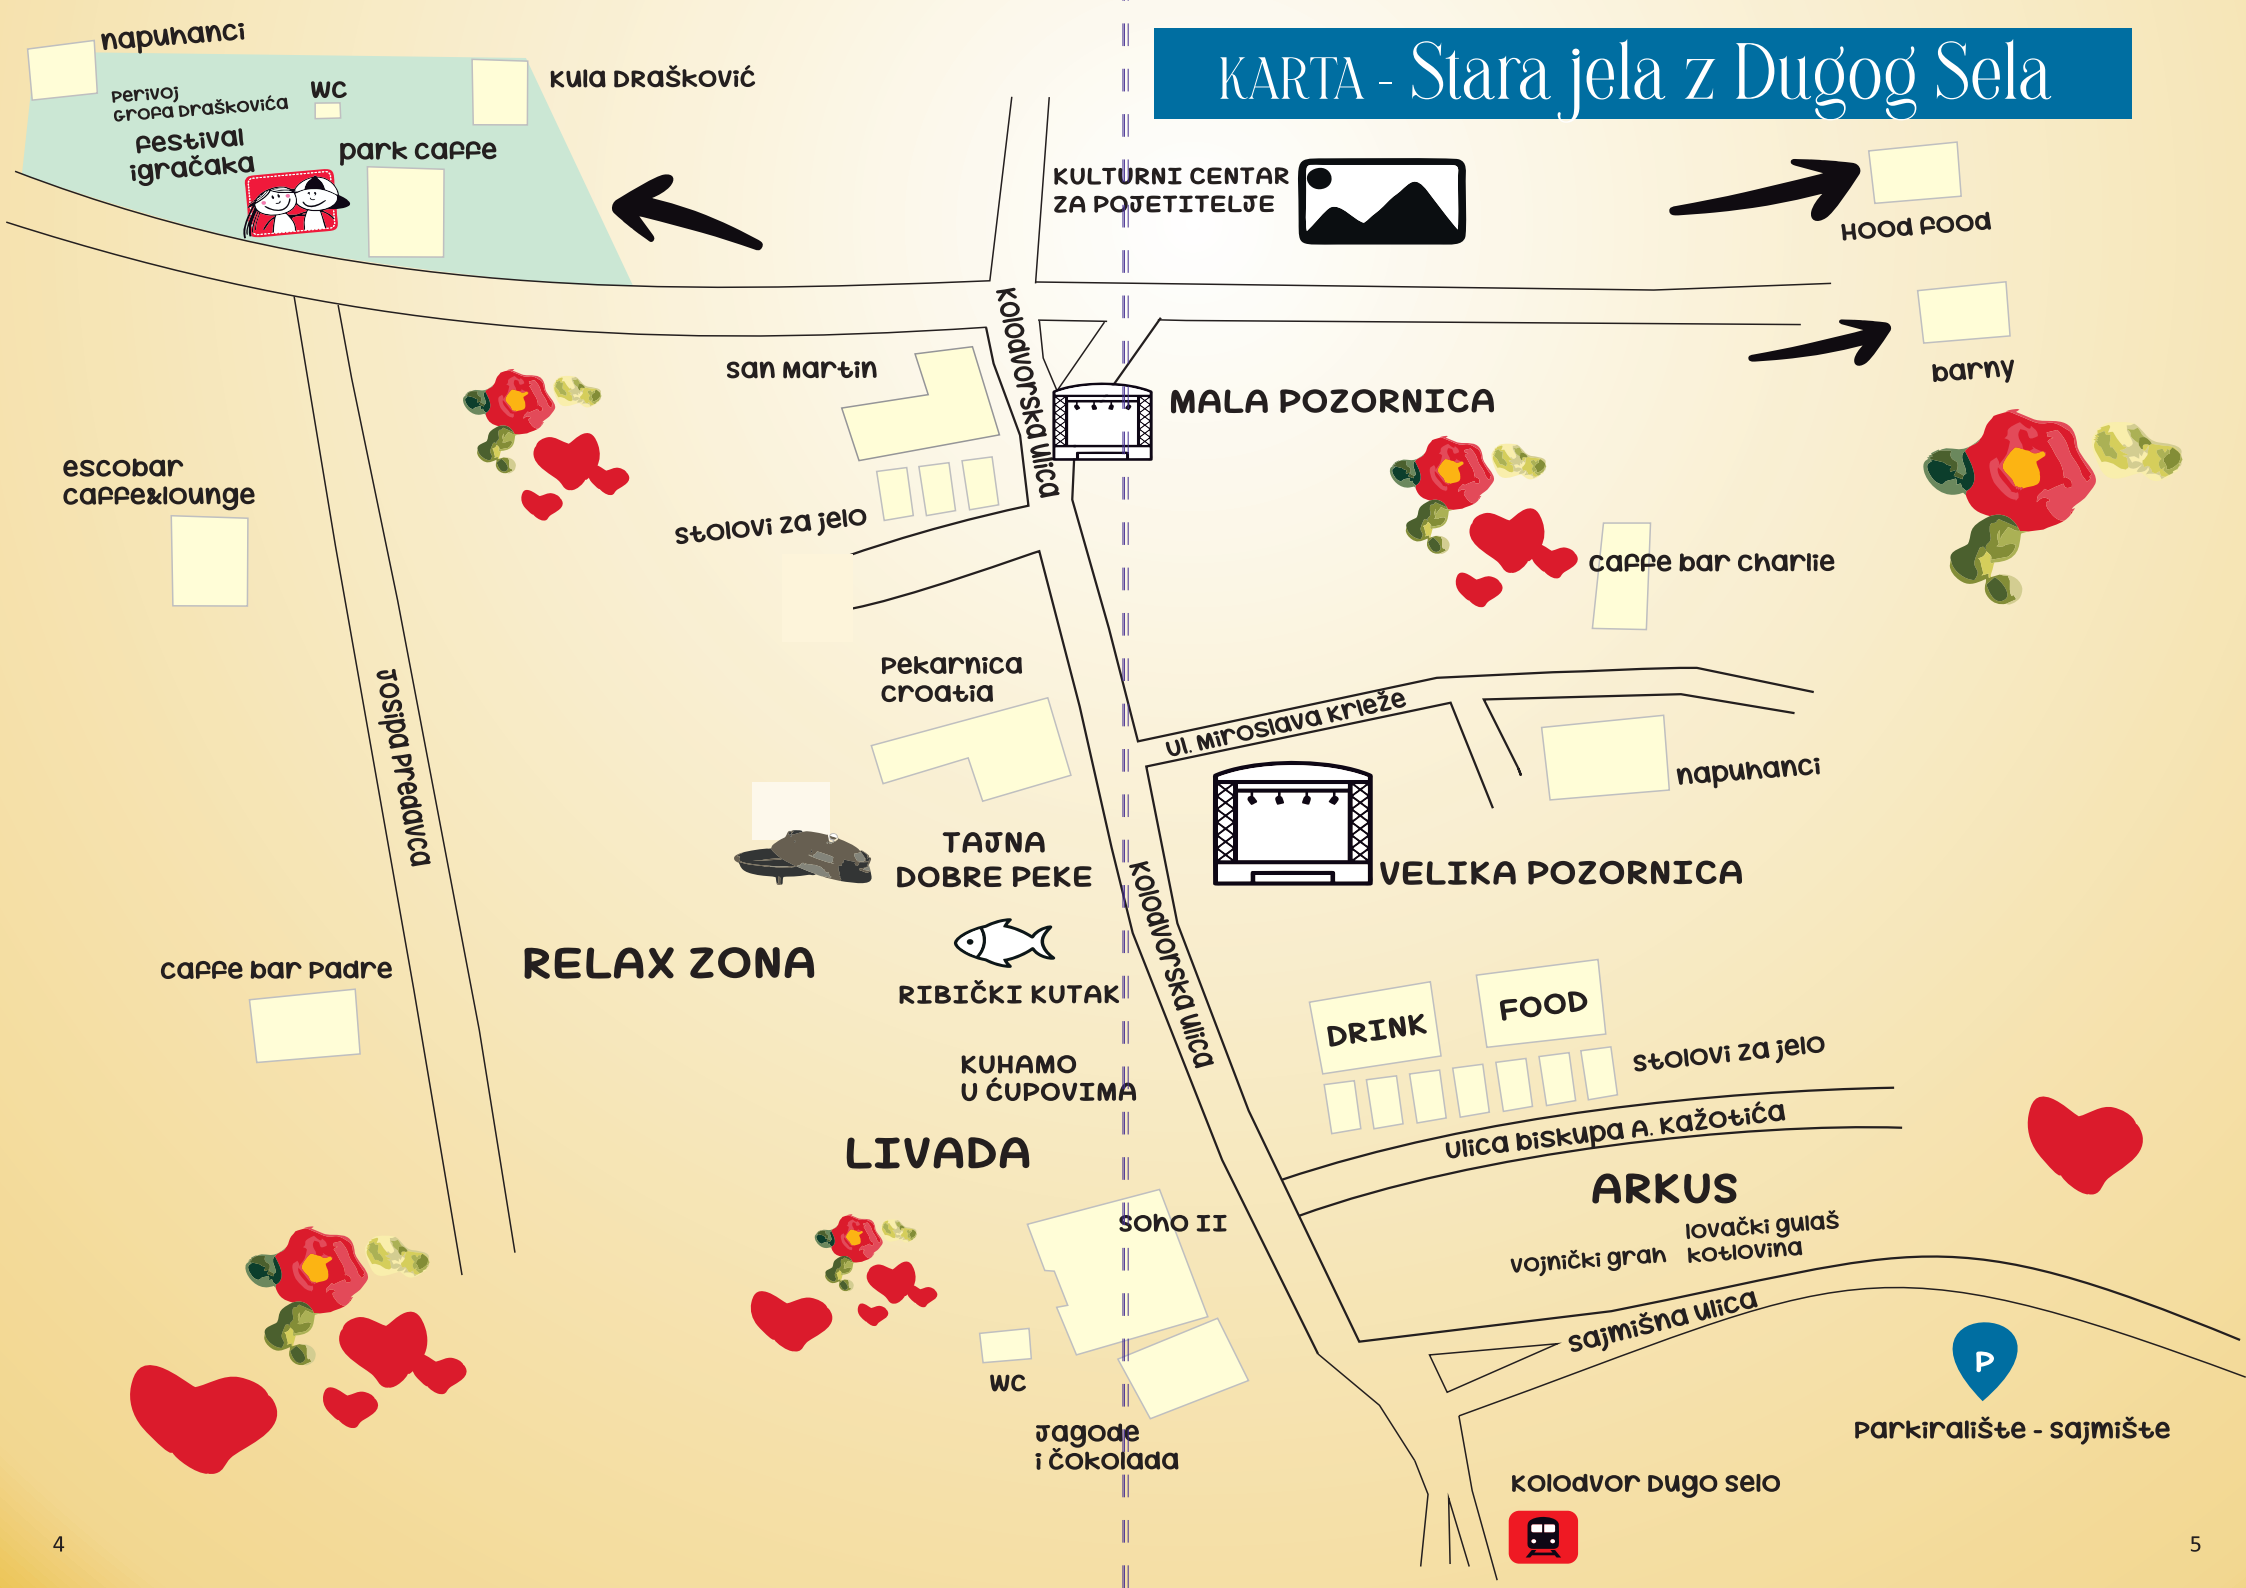 KARTA - Stara jela z Dugog Sela
napuhanci
Perivoj
Grofa Draškovića
WC
Kula Drašković
festival
igračaka
park caffe
KULTURNI CENTAR
ZA POJETITELJE
Hood food
barny
Kolodvorska ulica
San Martin
MALA POZORNICA
escobar
caffe&lounge
Stolovi za jelo
caffe bar Charlie
Josipa Predavca
Pekarnica
Croatia
Ul. Miroslava Krleže
napuhanci
TAJNA
DOBRE PEKE
VELIKA POZORNICA
Kolodvorska ulica
caffe bar Padre
RELAX ZONA
RIBIČKI KUTAK
DRINK
FOOD
Stolovi za jelo
KUHAMO
U ĆUPOVIMA
Ulica biskupa A. Kažotića
LIVADA
ARKUS
Soho II
Vojnički grah
lovački gulaš
kotlovina
Sajmišna ulica
P
WC
Jagode
i čokolada
Parkiralište - sajmište
Kolodvor Dugo Selo
4
5